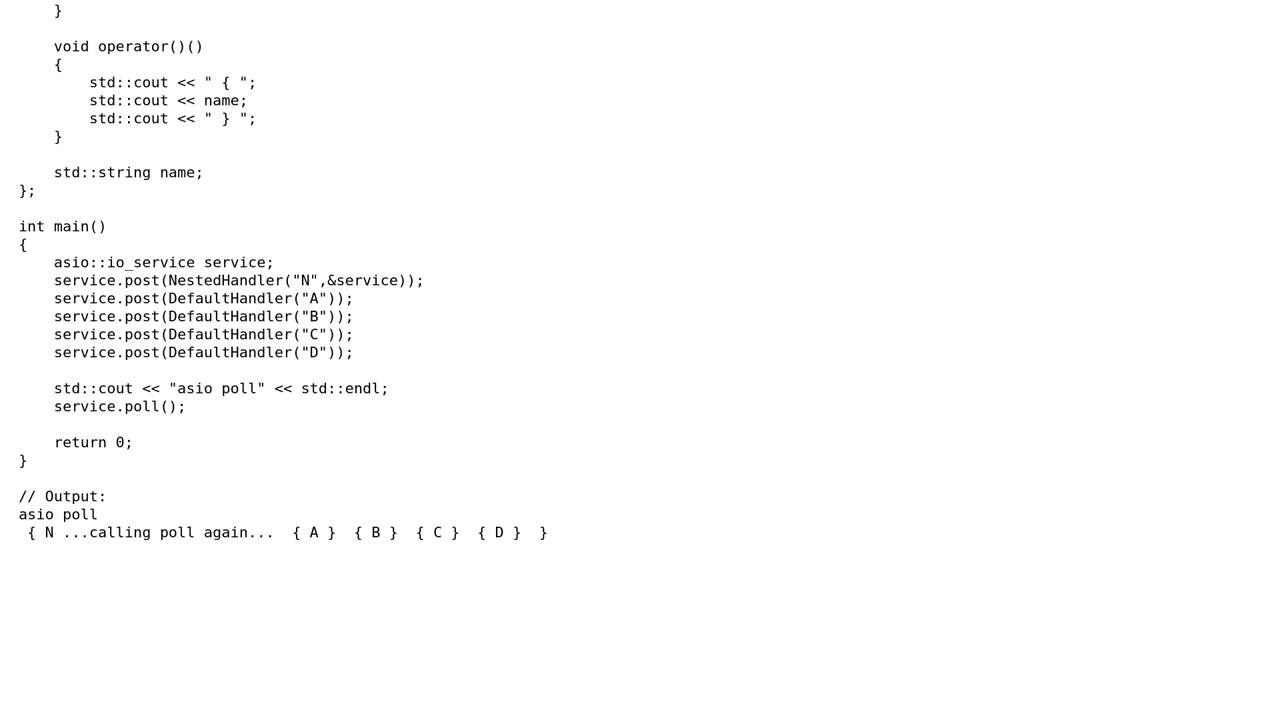 }

    void operator()()
    {
        std::cout << " { ";
        std::cout << name;
        std::cout << " } ";
    }

    std::string name;
};

int main()
{
    asio::io_service service;
    service.post(NestedHandler("N",&service));
    service.post(DefaultHandler("A"));
    service.post(DefaultHandler("B"));
    service.post(DefaultHandler("C"));
    service.post(DefaultHandler("D"));

    std::cout << "asio poll" << std::endl;
    service.poll();

    return 0;
}

// Output:
asio poll
 { N ...calling poll again...  { A }  { B }  { C }  { D }  }